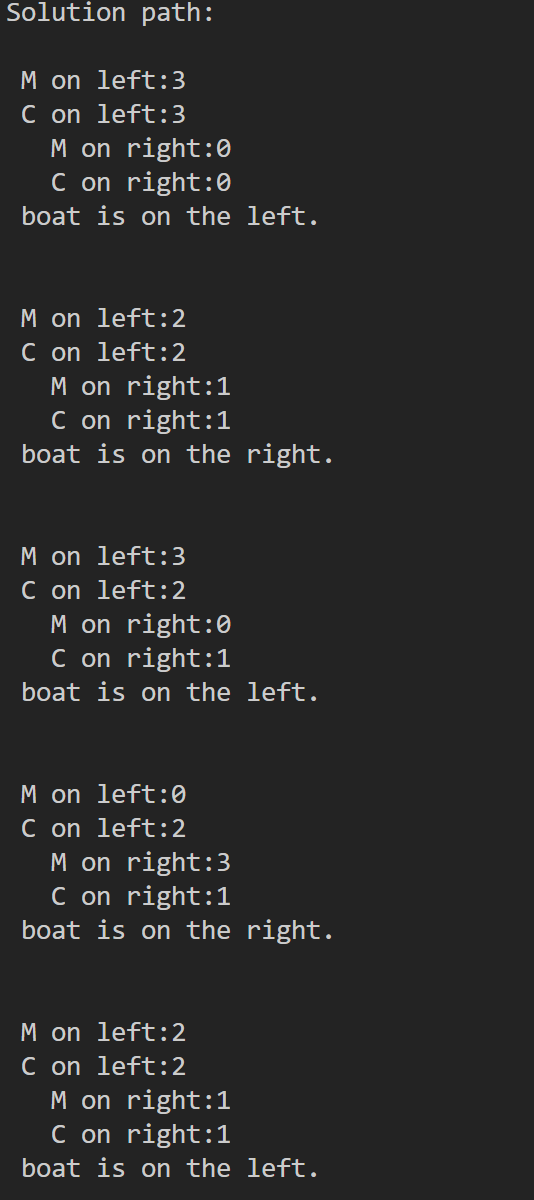 Solution path:

M on left:3
C on left:3
M on right:0
C on right:0
boat is on the left.

M on left:2
C on left:2
M on right:1
C on right:1
boat is on the right.

M on left:3
C on left:2
M on right:0
C on right:1
boat is on the left.

M on left:0
C on left:2
M on right:3
C on right:1
boat is on the right.

M on left:2
C on left:2
M on right:1
C on right:1
boat is on the left.